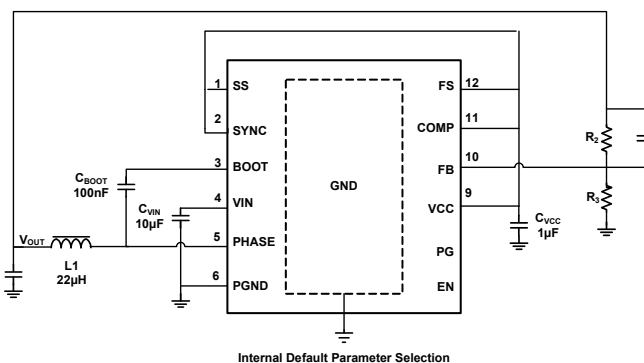 1 SS
2 SYNC
3 BOOT
4 VIN
5 PHASE
6 PGND
GND
FS 12
COMP 11
FB 10
VCC 9
PG
EN
CBOOT
100nF
CVIN
10µF
VOUT
L1
22µH
R2
R3
CVCC
1µF
Internal Default Parameter Selection